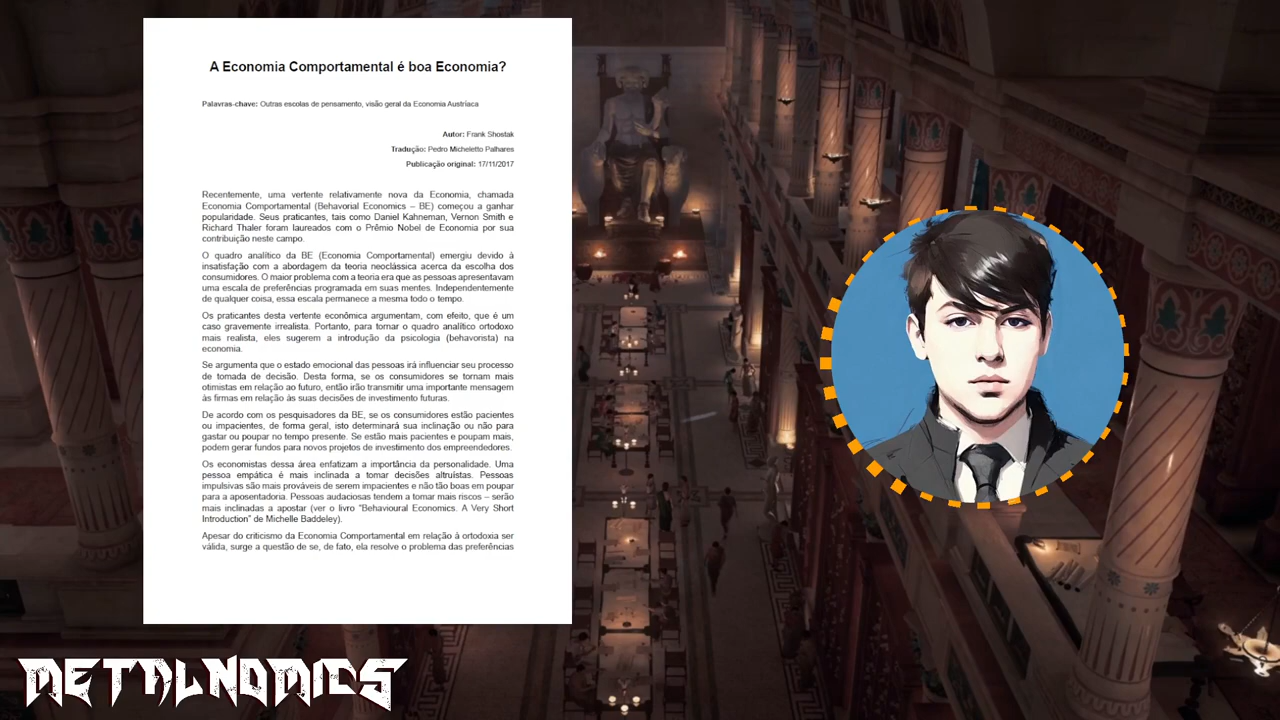 A Economia Comportamental é boa Economia?
Palavras-chave: Outras escolas de pensamento, visão geral da Economia Austríaca
Autor: Frank Shostak
Tradução: Pedro Micheletto Palhares
Publicação original: 17/11/2017
Recentemente, uma vertente relativamente nova da Economia, chamada
Economia Comportamental (Behavorial Economics – BE) começou a ganhar
popularidade. Seus praticantes, tais como Daniel Kahneman, Vernon Smith e
Richard Thaler foram laureados com o Prêmio Nobel de Economia por sua
contribuição neste campo.
O quadro analítico da BE (Economia Comportamental) emergiu devido à
insatisfação com a abordagem da teoria neoclássica acerca da escolha dos
consumidores. O maior problema com a teoria era que as pessoas apresentavam
uma escala de preferências programada em suas mentes. Independentemente
de qualquer coisa, essa escala permanece a mesma todo o tempo.
Os praticantes desta vertente econômica argumentam, com efeito, que é um
caso gravemente irrealista. Portanto, para tornar o quadro analítico ortodoxo
mais realista, eles sugerem a introdução da psicologia (behavorista) na
economia.
Se argumenta que o estado emocional das pessoas irá influenciar seu processo
de tomada de decisão. Desta forma, se os consumidores se tornam mais
otimistas em relação ao futuro, então irão transmitir uma importante mensagem
às firmas em relação às suas decisões de investimento futuras.
De acordo com os pesquisadores da BE, se os consumidores estão pacientes
ou impacientes, de forma geral, isto determinará sua inclinação ou não para
gastar ou poupar no tempo presente. Se estão mais pacientes e poupam mais,
podem gerar fundos para novos projetos de investimento dos empreendedores.
Os economistas dessa área enfatizam a importância da personalidade. Uma
pessoa empática é mais inclinada a tomar decisões altruístas. Pessoas
impulsivas são mais prováveis de serem impacientes e não tão boas em poupar
para a aposentadoria. Pessoas audaciosas tendem a tomar mais riscos – serão
mais inclinadas a apostar (ver o livro "Behavioural Economics. A Very Short
Introduction" de Michelle Baddeley).
Apesar do criticismo da Economia Comportamental em relação à ortodoxia ser
válida, surge a questão de se, de fato, ela resolve o problema das preferências
METALNOMICS